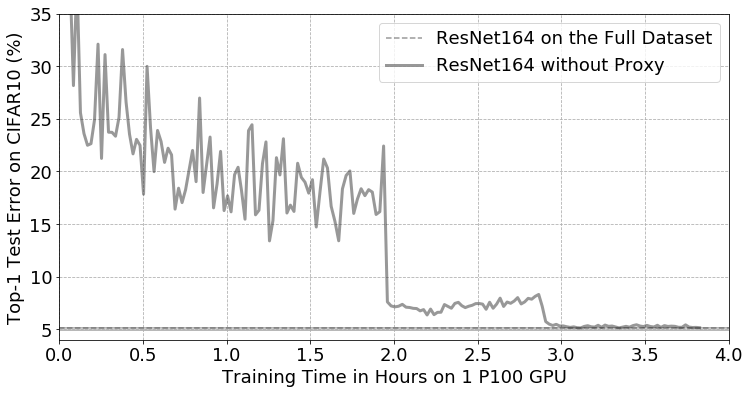 35
30
25
20
15
10
5
0.0 0.5 1.0 1.5 2.0 2.5 3.0 3.5 4.0
Top-1 Test Error on CIFAR10 (%)
Training Time in Hours on 1 P100 GPU
ResNet164 on the Full Dataset
ResNet164 without Proxy